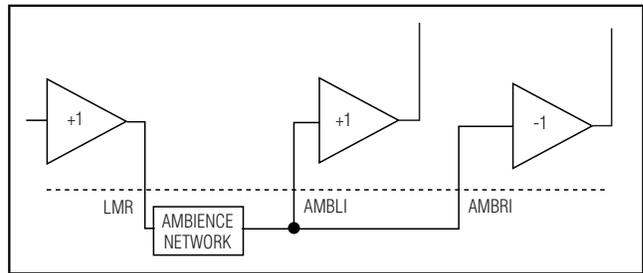 +1
+1
-1
LMR
AMBLI
AMBRI
AMBIENCE
NETWORK